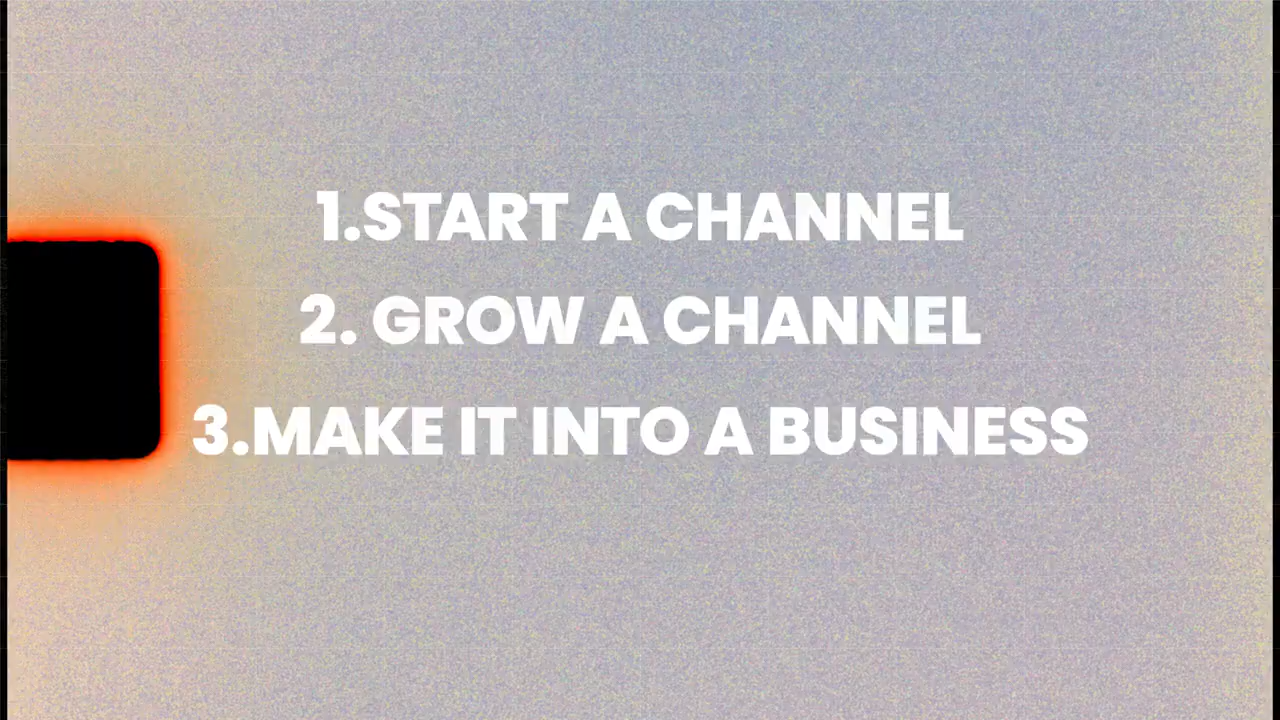 1.START A CHANNEL
2. GROW A CHANNEL
3.MAKE IT INTO A BUSINESS